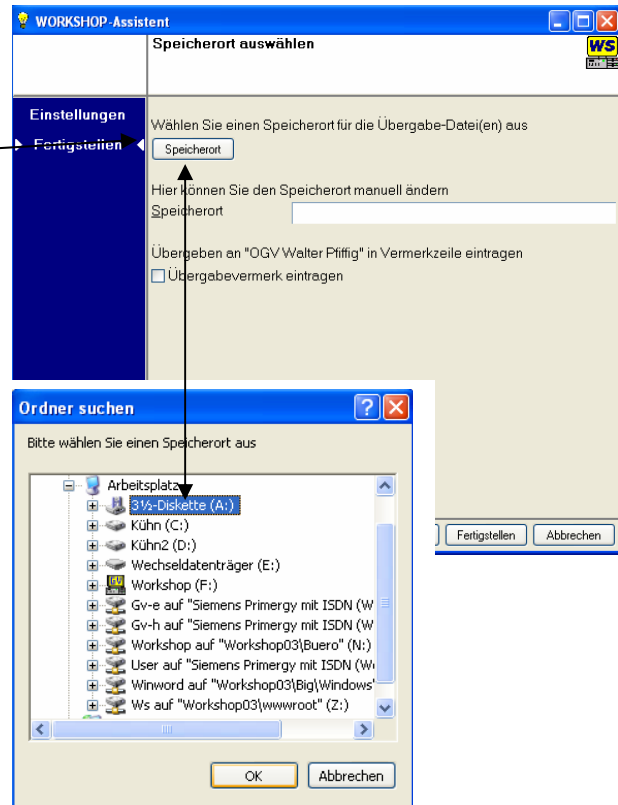 WORKSHOP-Assistent
Speicherort auswählen
WS
Einstellungen
Fertigstellen
Wählen Sie einen Speicherort für die Übergabe-Datei(en) aus
Speicherort
Hier können Sie den Speicherort manuell ändern
Speicherort
Übergeben an "OGV Walter Pfiffig" in Vermerkzeile eintragen
Übergabevermerk eintragen
Fertigstellen
Abbrechen
Ordner suchen
Bitte wählen Sie einen Speicherort aus
Arbeitsplatz
3½-Diskette (A:)
Kühn (C:)
Kühn2 (D:)
Wechseldatenträger (E:)
Workshop (F:)
Gv-e auf "Siemens Primergy mit ISDN (W
Gv-h auf "Siemens Primergy mit ISDN (W
Workshop auf "Workshop03\Buero" (N:)
User auf "Siemens Primergy mit ISDN (W
Winword auf "Workshop03\Big\Windows"
Ws auf "Workshop03\wwwroot" (Z:)
OK
Abbrechen